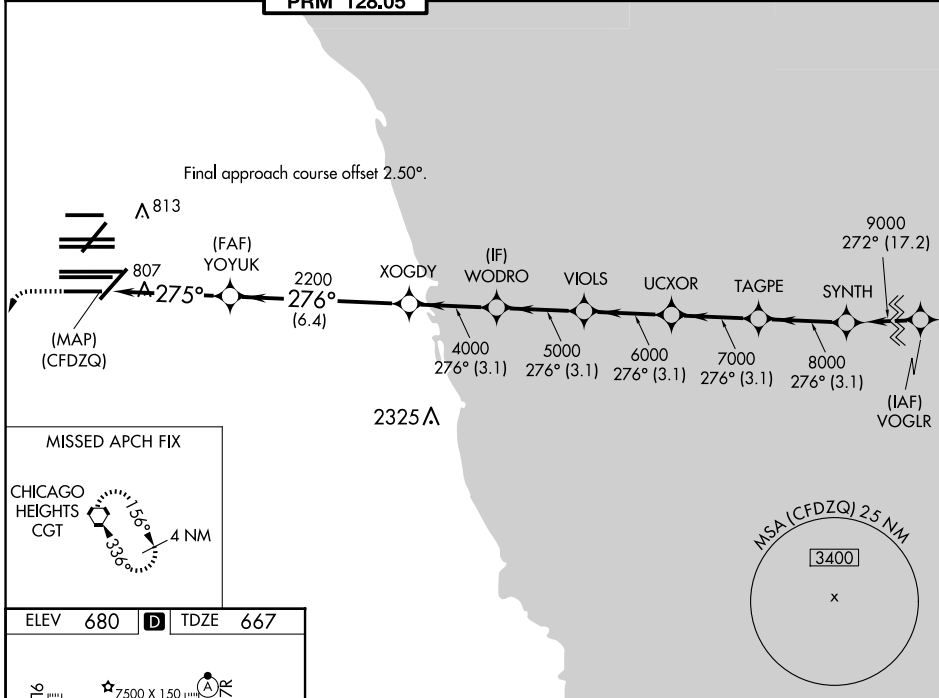 PRM 128.05
Final approach course offset 2.50°.
813
807
(MAP)
(CFDZQ)
275°
(FAF)
YOYUK
2200
276°
(6.4)
XOGDY
4000
276° (3.1)
(IF)
WODRO
5000
276° (3.1)
VIOLS
6000
276° (3.1)
UCXOR
7000
276° (3.1)
TAGPE
8000
276° (3.1)
SYNTH
9000
272° (17.2)
(IAF)
VOGLR
2325
MISSED APCH FIX
CHICAGO
HEIGHTS
CGT
156°
336°
4 NM
MSA (CFDZQ) 25 NM
3400
x
ELEV 680 D TDZE 667
7500 X 150
A